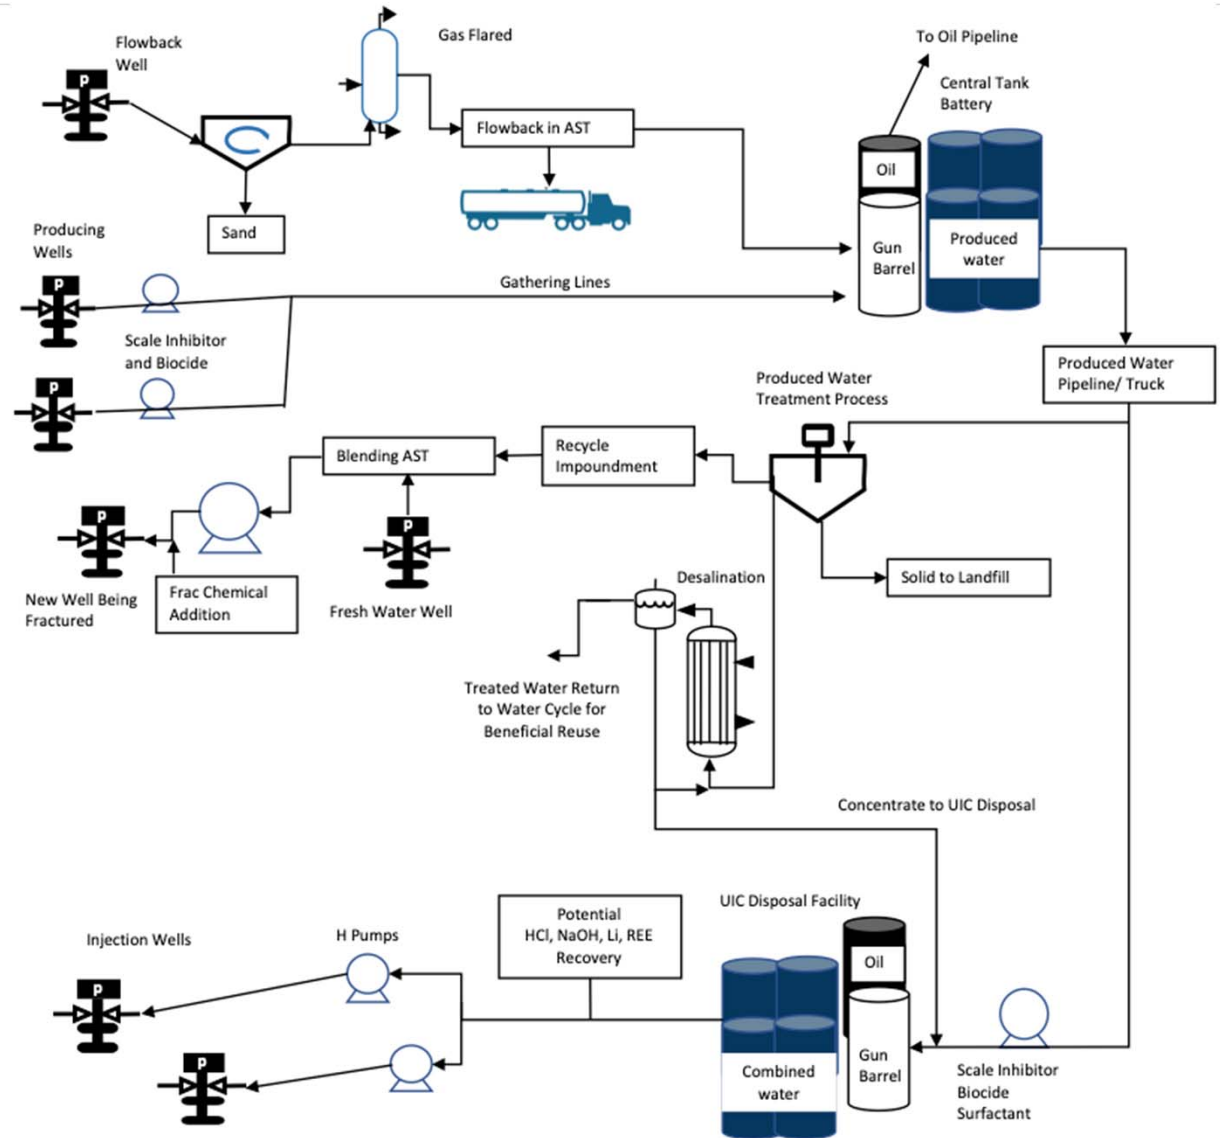 Flowback
Well
P
Gas Flared
To Oil Pipeline
Central Tank
Battery
Flowback in AST
Oil
Sand
Gun
Barrel
Produced
water
Producing
Wells
P
Gathering Lines
Scale Inhibitor
and Biocide
P
Produced Water
Pipeline/ Truck
Produced Water
Treatment Process
Blending AST
Recycle
Impoundment
P
P
New Well Being
Fractured
Frac Chemical
Addition
Fresh Water Well
Solid to Landfill
Desalination
Treated Water Return
to Water Cycle for
Beneficial Reuse
Concentrate to UIC Disposal
UIC Disposal Facility
Potential
HCl, NaOH, Li, REE
Recovery
Injection Wells
H Pumps
P
P
Oil
Gun
Barrel
Combined
water
Scale Inhibitor
Biocide
Surfactant